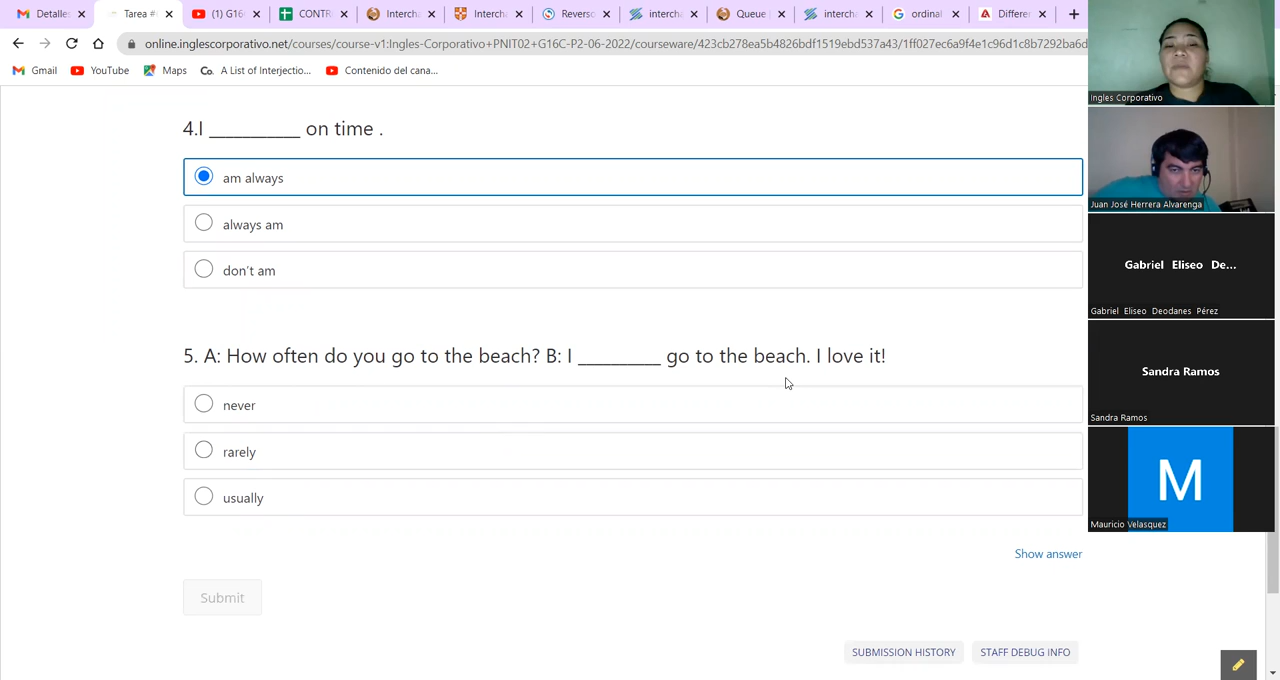 Detalles
Tarea #
(1) G16
CONTR
Interch
Interch
Reverso
interch
Queue
interch
ordinal
Differen
online.inglescorporativo.net/courses/course-v1:Ingles-Corporativo+PNIT02+G16C-P2-06-2022/courseware/423cb278ea5b4826bdf1519ebd537a43/1ff027ec6a9f4e1c96d1c8b7292ba6d
Gmail
YouTube
Maps
A List of Interjectio...
Contenido del cana...
4.I __________ on time .
am always
always am
don't am
5. A: How often do you go to the beach? B: I _________ go to the beach. I love it!
never
rarely
usually
Show answer
Submit
SUBMISSION HISTORY
STAFF DEBUG INFO
Ingles Corporativo
Juan José Herrera Alvarenga
Gabriel Eliseo De...
Gabriel Eliseo Deodanes Pérez
Sandra Ramos
Sandra Ramos
M
Mauricio Velasquez